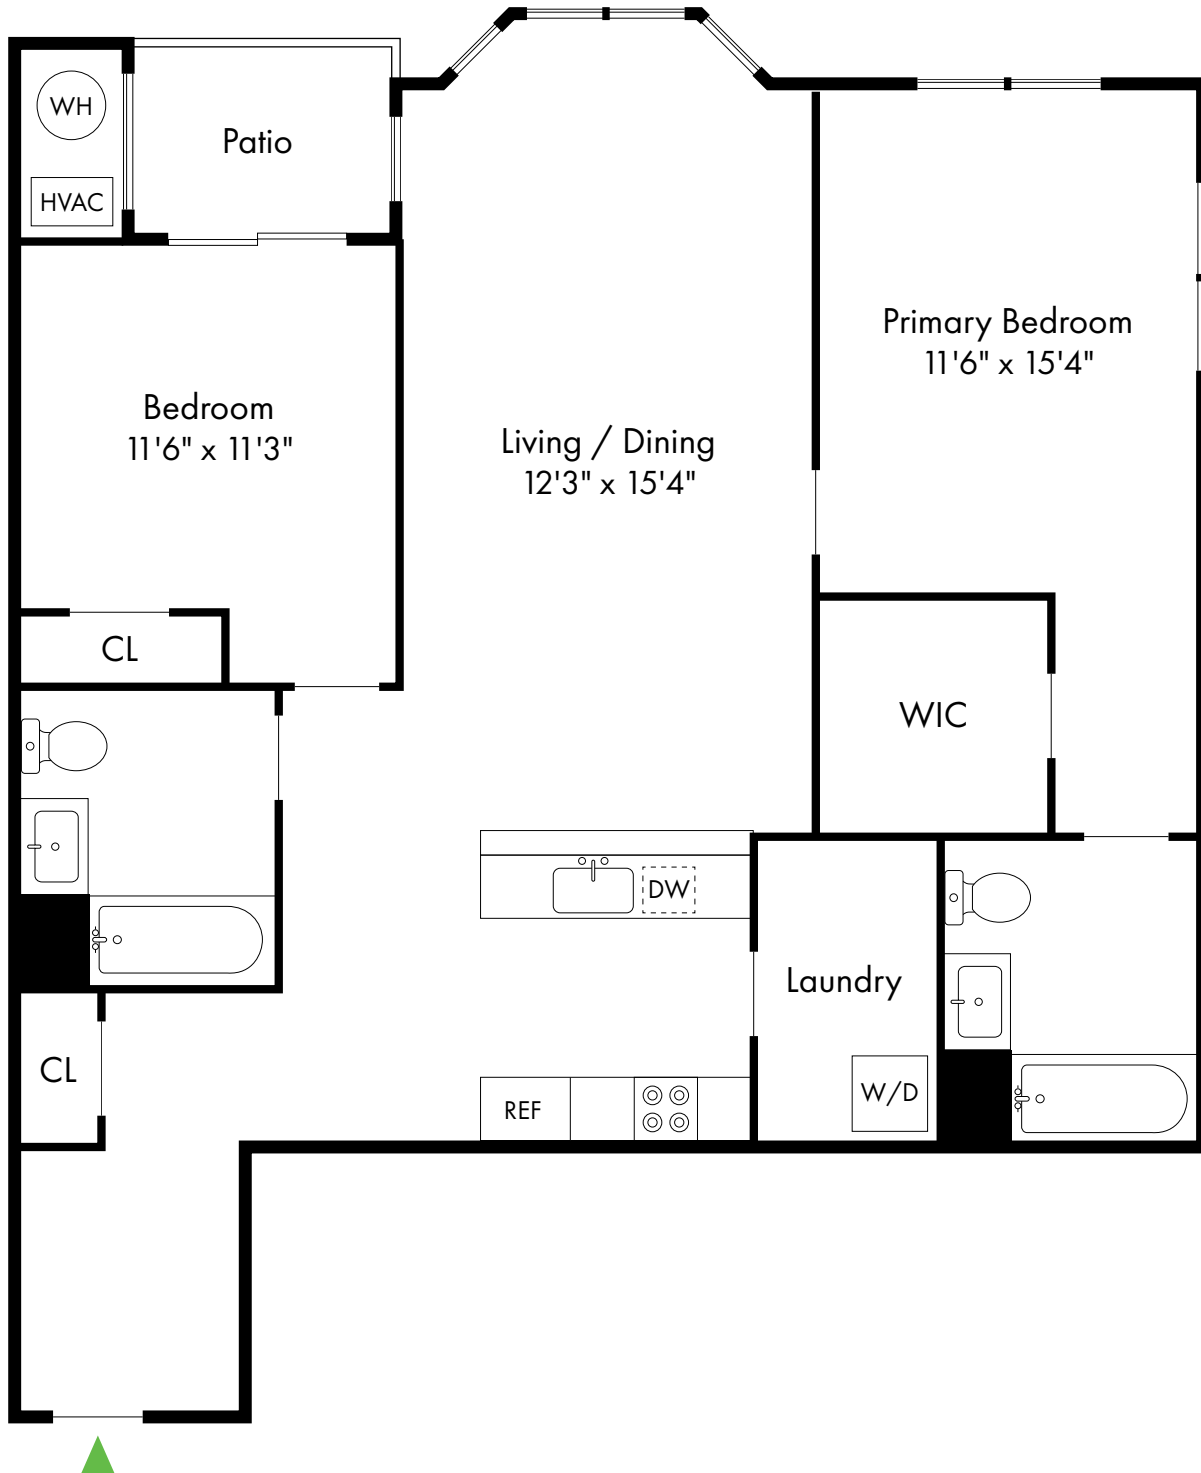 WH
Patio
HVAC
Primary Bedroom
11'6" x 15'4"
Bedroom
11'6" x 11'3"
Living / Dining
12'3" x 15'4"
CL
WIC
DW
Laundry
CL
W/D
REF